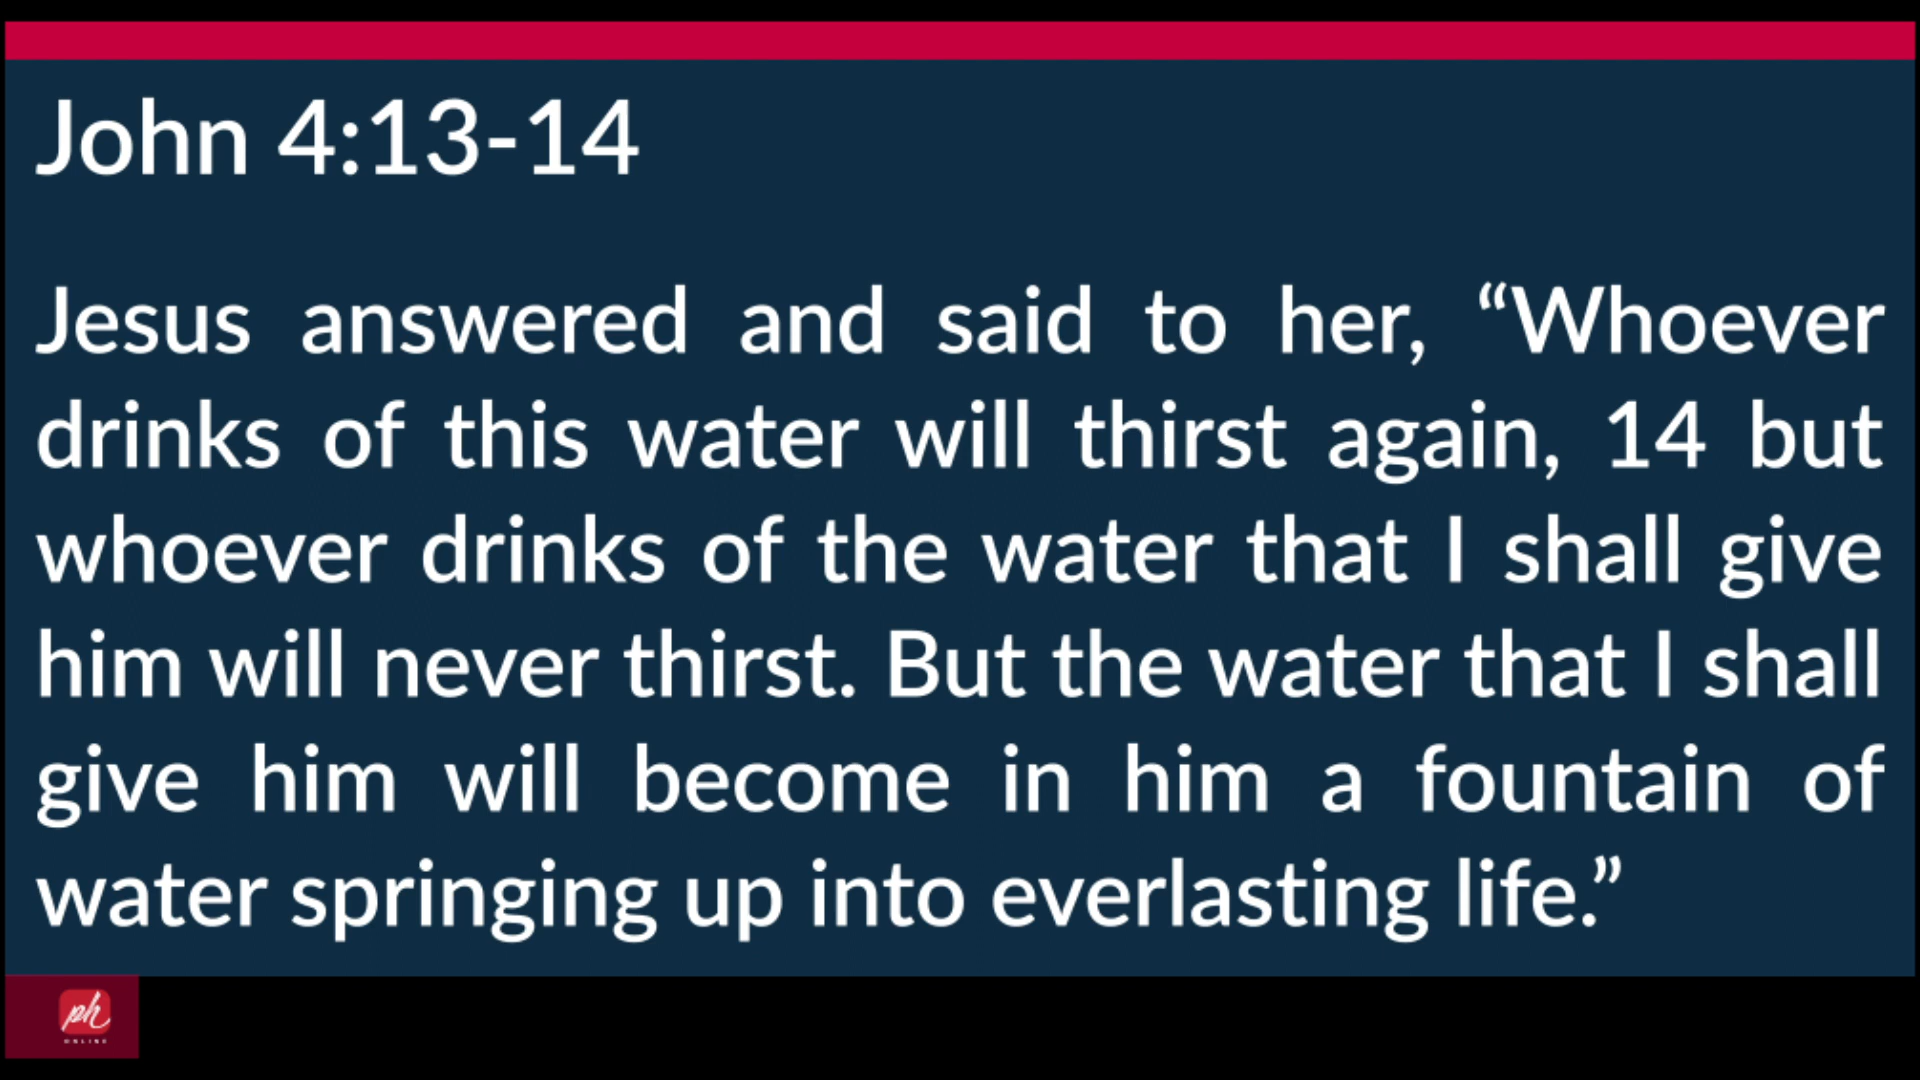 John 4:13-14
Jesus answered and said to her, “Whoever
drinks of this water will thirst again, 14 but
whoever drinks of the water that I shall give
him will never thirst. But the water that I shall
give him will become in him a fountain of
water springing up into everlasting life.”
ph
ONLINE